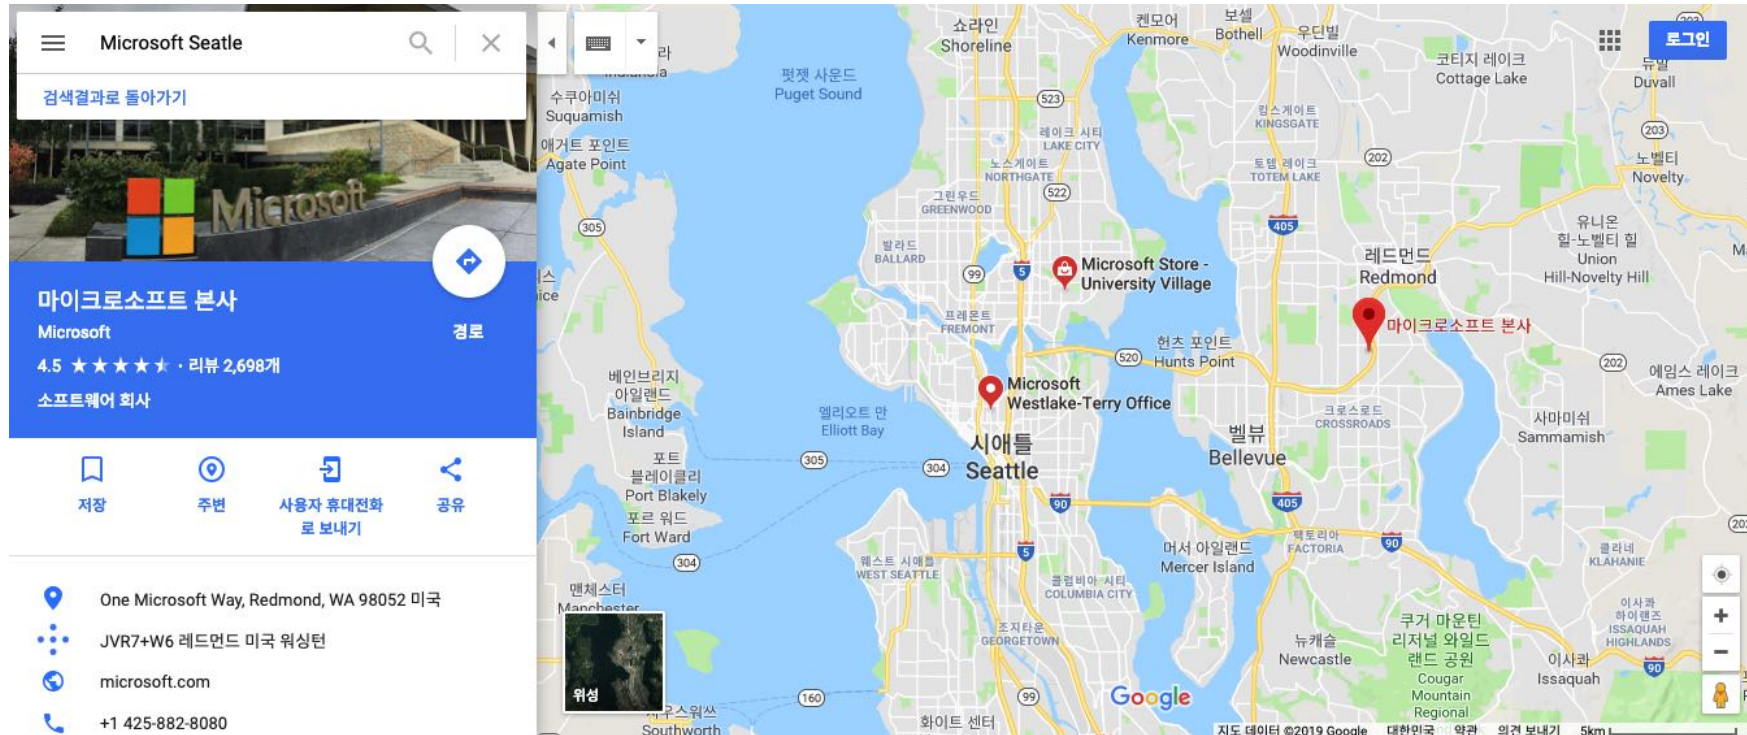 Microsoft Seatle
검색결과로 돌아가기
Microsoft
마이크로소프트 본사
Microsoft
경로
4.5
리뷰 2,698개
소프트웨어 회사
저장
주변
사용자 휴대전화
로 보내기
공유
One Microsoft Way, Redmond, WA 98052 미국
JVR7+W6 레드먼드 미국 워싱턴
microsoft.com
+1 425-882-8080
로그인
쇼라인
Shoreline
켄모어
Kenmore
보셀
Bothell
우딘빌
Woodinville
코티지 레이크
Cottage Lake
듀발
Duvall
203
퓻젯 사운드
Puget Sound
수쿠아미쉬
Suquamish
애거트 포인트
Agate Point
523
레이크 시티
LAKE CITY
킹스게이트
KINGSGATE
203
노벨티
Novelty
노스게이트
NORTHGATE
522
토템 레이크
TOTEM LAKE
202
그린우드
GREENWOOD
305
405
유니온
힐-노벨티 힐
Union
Hill-Novelty Hill
발라드
BALLARD
99
5
Microsoft Store -
University Village
레드먼드
Redmond
프레몬트
FREMONT
마이크로소프트 본사
520
헌츠 포인트
Hunts Point
202
에임스 레이크
Ames Lake
베인브리지
아일랜드
Bainbridge
Island
Microsoft
Westlake-Terry Office
엘리오트 만
Elliott Bay
크로스로드
CROSSROADS
사마미쉬
Sammamish
벨뷰
Bellevue
시애틀
Seattle
305
304
포트
블레이클리
Port Blakely
포르 워드
Fort Ward
90
405
304
5
웨스트 시애틀
WEST SEATTLE
머서 아일랜드
Mercer Island
팩토리아
FACTORIA
90
클라네
KLAHANIE
맨체스터
Manchester
콜럼비아 시티
COLUMBIA CITY
조지타운
GEORGETOWN
뉴캐슬
Newcastle
쿠거 마운틴
리저널 와일드
랜드 공원
Cougar
Mountain
Regional
이사콰
하이랜즈
ISSAQUAH
HIGHLANDS
이사콰
Issaquah
90
위성
160
99
Google
화이트 센터
Southworth
지도 데이터 ©2019 Google
대한민국
약관
의견 보내기
5km